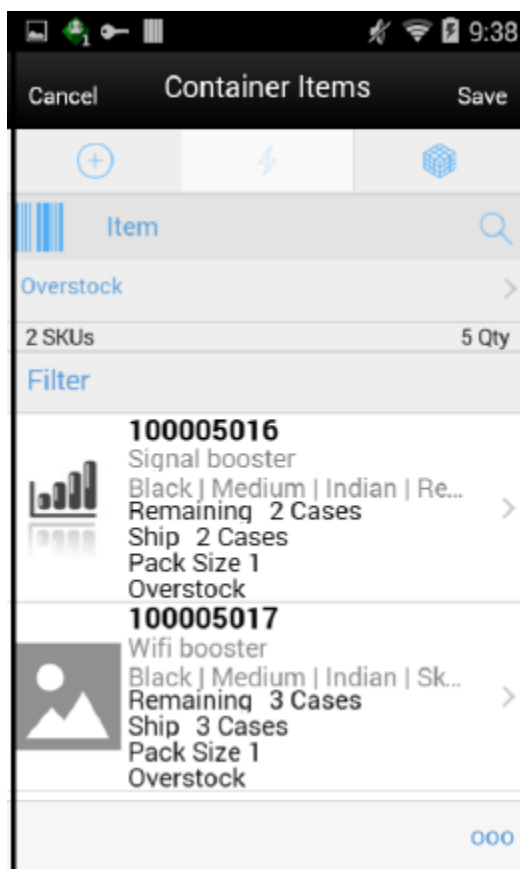 1 9:38
Cancel Container Items Save
Item
Overstock
2 SKUs 5 Qty
Filter
100005016
Signal booster
Black | Medium | Indian | Re...
Remaining 2 Cases
Ship 2 Cases
Pack Size 1
Overstock
100005017
Wifi booster
Black | Medium | Indian | Sk...
Remaining 3 Cases
Ship 3 Cases
Pack Size 1
Overstock
ooo